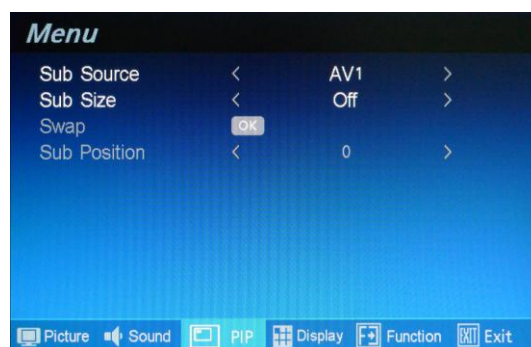 Menu
Sub Source < AV1 >
Sub Size < Off >
Swap OK
Sub Position < 0 >
Picture Sound PIP Display Function EXIT Exit